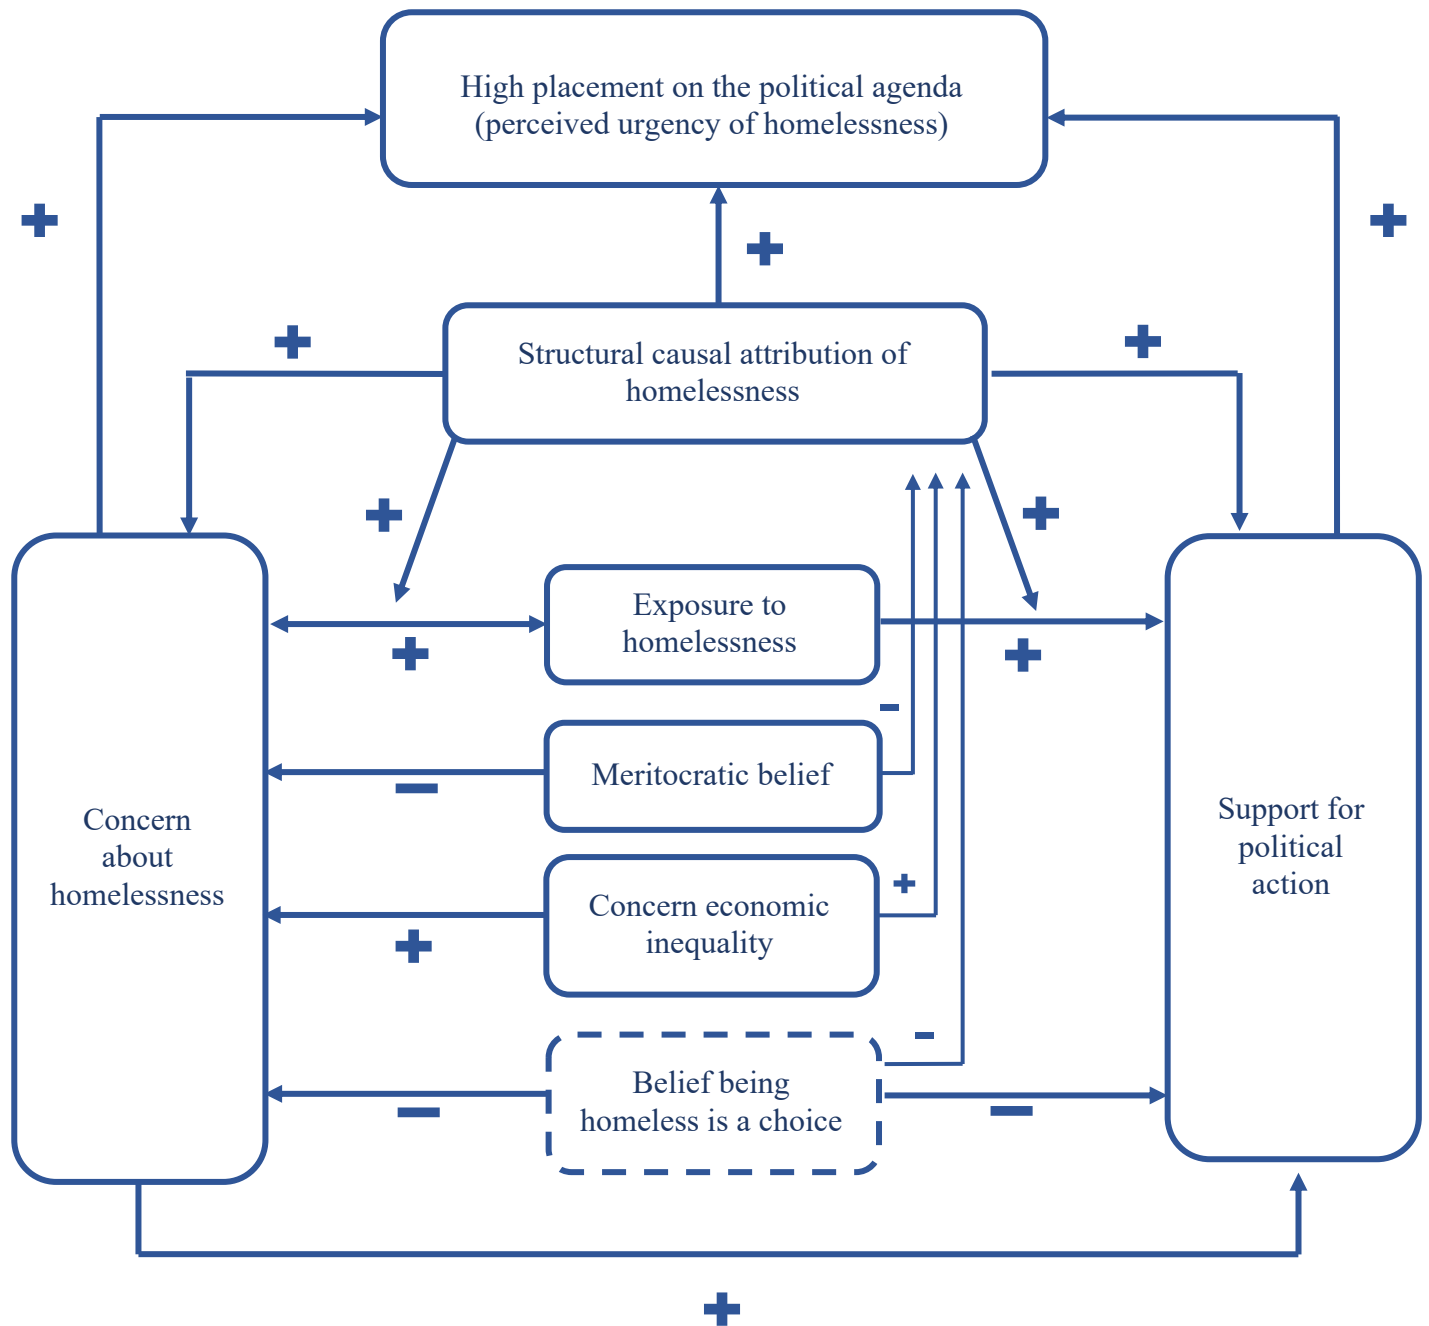 High placement on the political agenda
(perceived urgency of homelessness)
+
+
+
+
Structural causal attribution of
homelessness
+
+
+
Exposure to
homelessness
+
+
-
Meritocratic belief
-
Concern
about
homelessness
Support for
political
action
+
Concern economic
inequality
+
-
Belief being
homeless is a choice
-
-
+